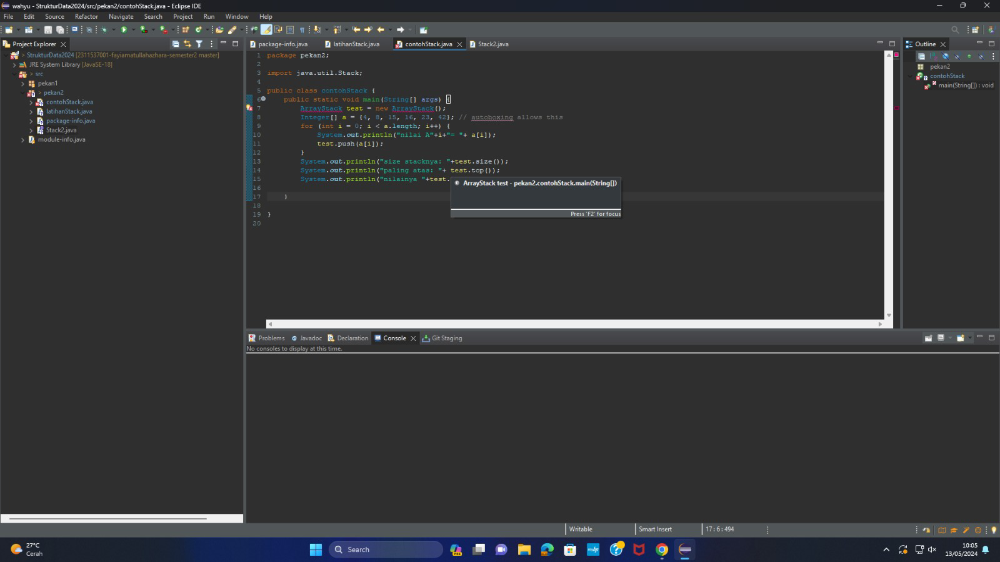 wahyu - StrukturData2024/src/pekan2/contohStack.java - Eclipse IDE
File Edit Source Refactor Navigate Search Project Run Window Help
Project Explorer
StrukturData2024 [2311537001-fayiamatullahazhara-semester2 master]
JRE System Library [JavaSE-18]
> src
pekan1
> pekan2
contohStack.java
latihanStack.java
package-info.java
Stack2.java
module-info.java
package-info.java latihanStack.java contohStack.java Stack2.java
1 package pekan2;
2
3 import java.util.Stack;
4
5 public class contohStack {
6 public static void main(String[] args) {
7 ArrayStack test = new ArrayStack();
8 Integer[] a = {4, 8, 15, 16, 23, 42}; // autoboxing allows this
9 for (int i = 0; i < a.length; i++) {
10 System.out.println("nilai A"+i+"= "+ a[i]);
11 test.push(a[i]);
12 }
13 System.out.println("size stacknya: "+test.size());
14 System.out.println("paling atas: "+ test.top());
15 System.out.println("nilainya "+test.
16
17 }
18
19 }
20
ArrayStack test - pekan2.contohStack.main(String[])
Press 'F2' for focus
Outline
pekan2
contohStack
main(String[]) : void
Problems Javadoc Declaration Console Git Staging
No consoles to display at this time.
Writable Smart Insert 17 : 6 : 494
27°C
Cerah
Search
PRE
10:05
13/05/2024